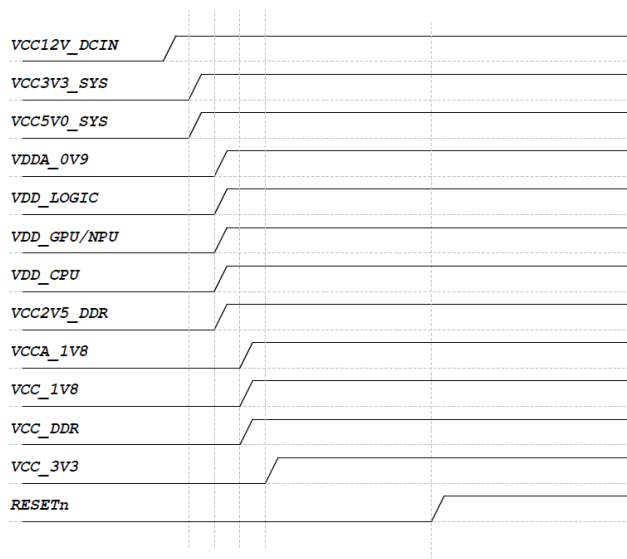 VCC12V_DCIN
VCC3V3_SYS
VCC5V0_SYS
VDDA_0V9
VDD_LOGIC
VDD_GPU/NPU
VDD_CPU
VCC2V5_DDR
VCCA_1V8
VCC_1V8
VCC_DDR
VCC_3V3
RESETn